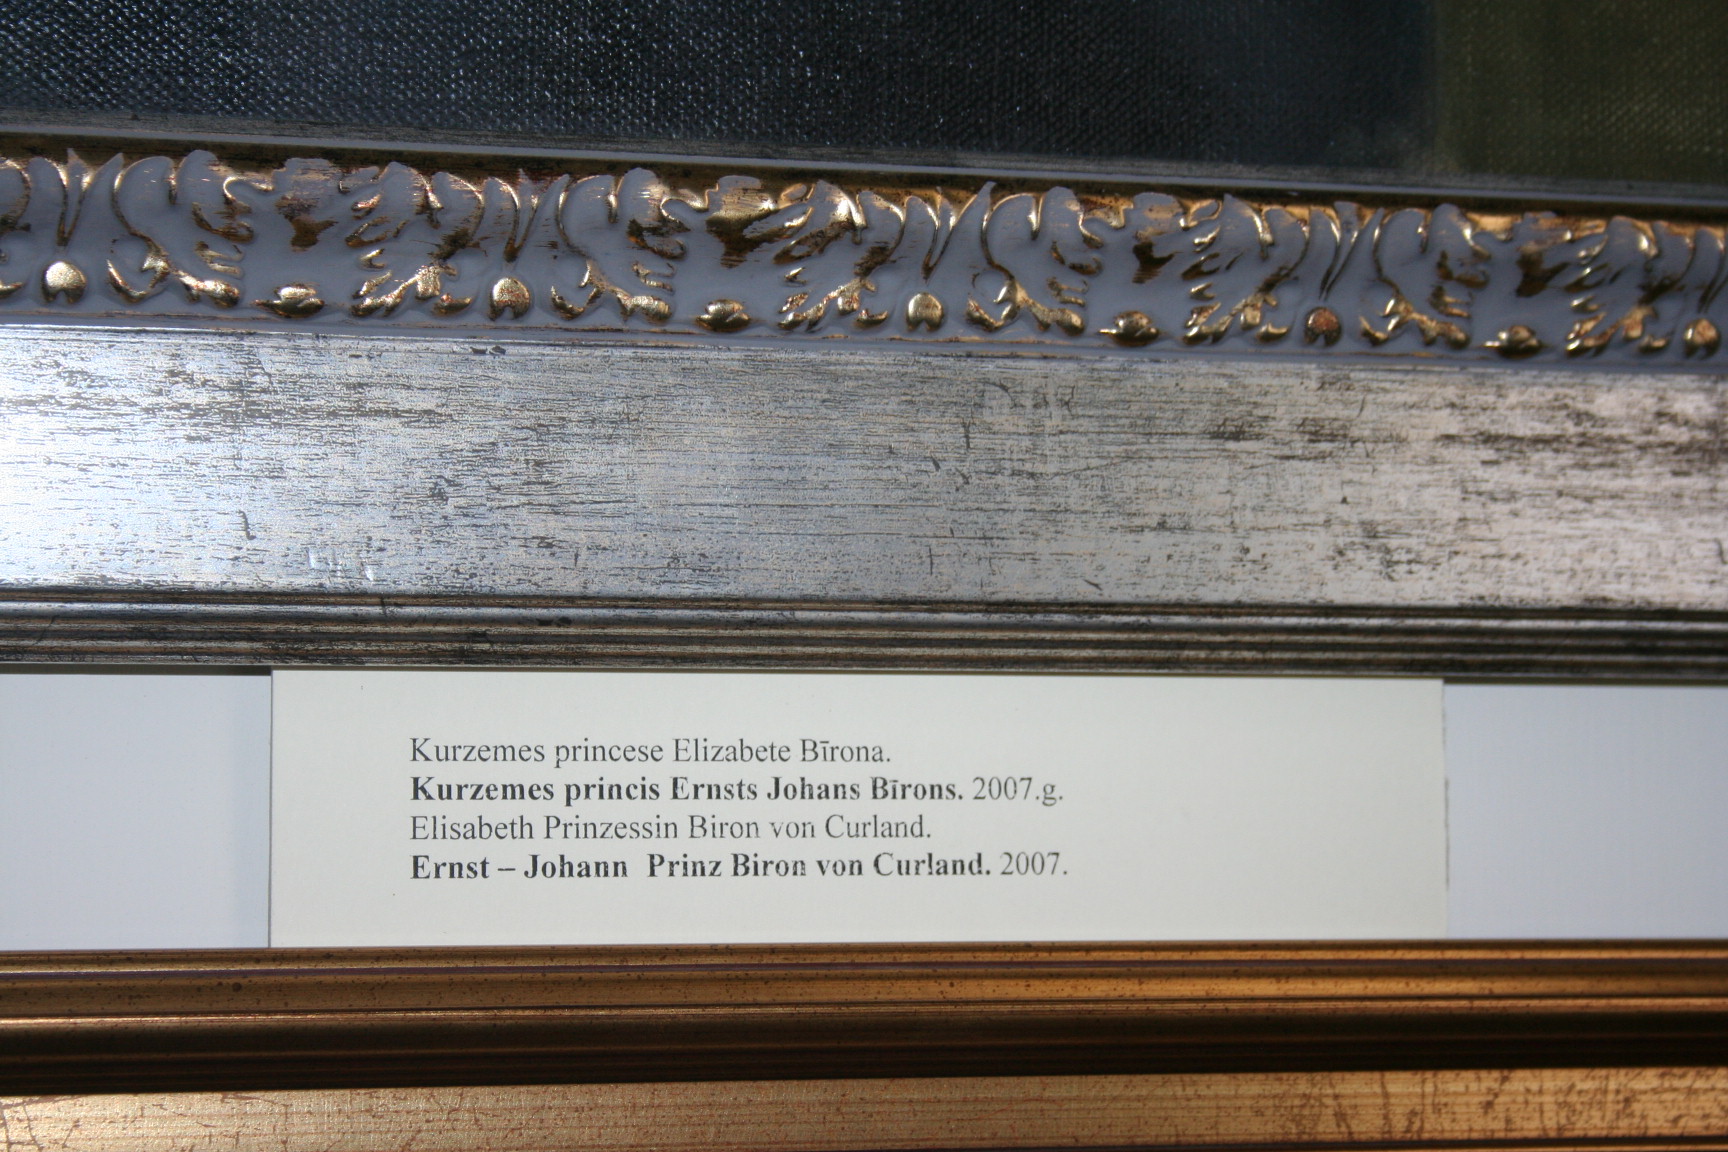 Kurzemes princese Elizabete Bīrona.
Kurzemes princis Ernsts Johans Bīrons. 2007.g.
Elisabeth Prinzessin Biron von Curland.
Ernst – Johann  Prinz Biron von Curland. 2007.